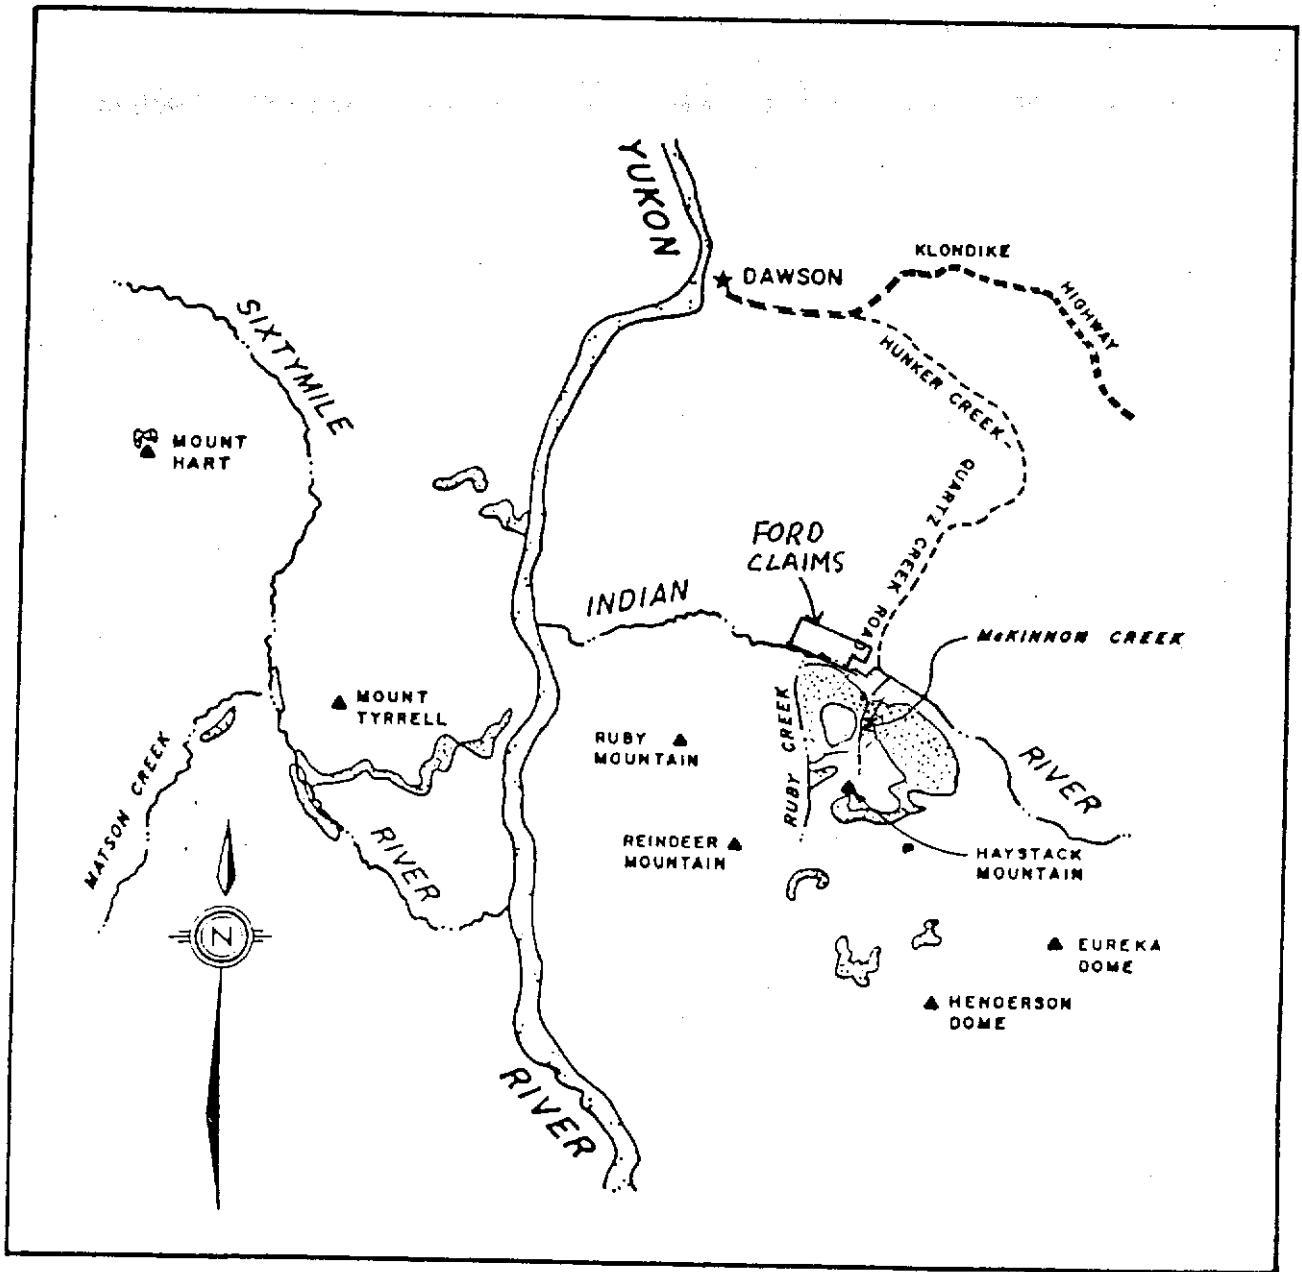 YUKON
RIVER
DAWSON
KLONDIKE
HIGHWAY
HUNKER CREEK-
QUARTZ CREEK ROAD
SIXTYMILE
RIVER
MOUNT
HART
FORD
CLAIMS
INDIAN
RIVER
McKINNON CREEK
MOUNT
TYRRELL
RUBY
MOUNTAIN
RUBY CREEK
MATSON CREEK
REINDEER
MOUNTAIN
HAYSTACK
MOUNTAIN
N
EUREKA
DOME
HENDERSON
DOME